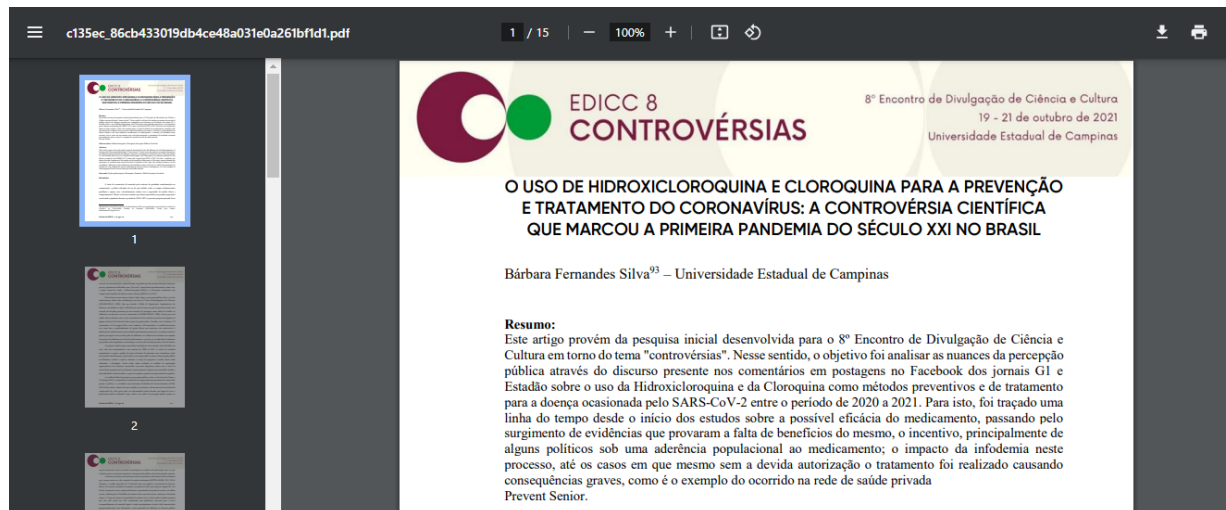 c135ec_86cb433019db4ce48a031e0a261bf1d1.pdf
1 / 15
100%
1
2
EDICC 8
CONTROVÉRSIAS
8º Encontro de Divulgação de Ciência e Cultura
19 - 21 de outubro de 2021
Universidade Estadual de Campinas
O USO DE HIDROXICLOROQUINA E CLOROQUINA PARA A PREVENÇÃO
E TRATAMENTO DO CORONAVÍRUS: A CONTROVÉRSIA CIENTÍFICA
QUE MARCOU A PRIMEIRA PANDEMIA DO SÉCULO XXI NO BRASIL
Bárbara Fernandes Silva93 – Universidade Estadual de Campinas
Resumo:
Este artigo provém da pesquisa inicial desenvolvida para o 8º Encontro de Divulgação de Ciência e
Cultura em torno do tema "controvérsias". Nesse sentido, o objetivo foi analisar as nuances da percepção
pública através do discurso presente nos comentários em postagens no Facebook dos jornais G1 e
Estadão sobre o uso da Hidroxicloroquina e da Cloroquina como métodos preventivos e de tratamento
para a doença ocasionada pelo SARS-CoV-2 entre o período de 2020 a 2021. Para isto, foi traçado uma
linha do tempo desde o início dos estudos sobre a possível eficácia do medicamento, passando pelo
surgimento de evidências que provaram a falta de benefícios do mesmo, o incentivo, principalmente de
alguns políticos sob uma aderência populacional ao medicamento; o impacto da infodemia neste
processo, até os casos em que mesmo sem a devida autorização o tratamento foi realizado causando
consequências graves, como é o exemplo do ocorrido na rede de saúde privada
Prevent Senior.